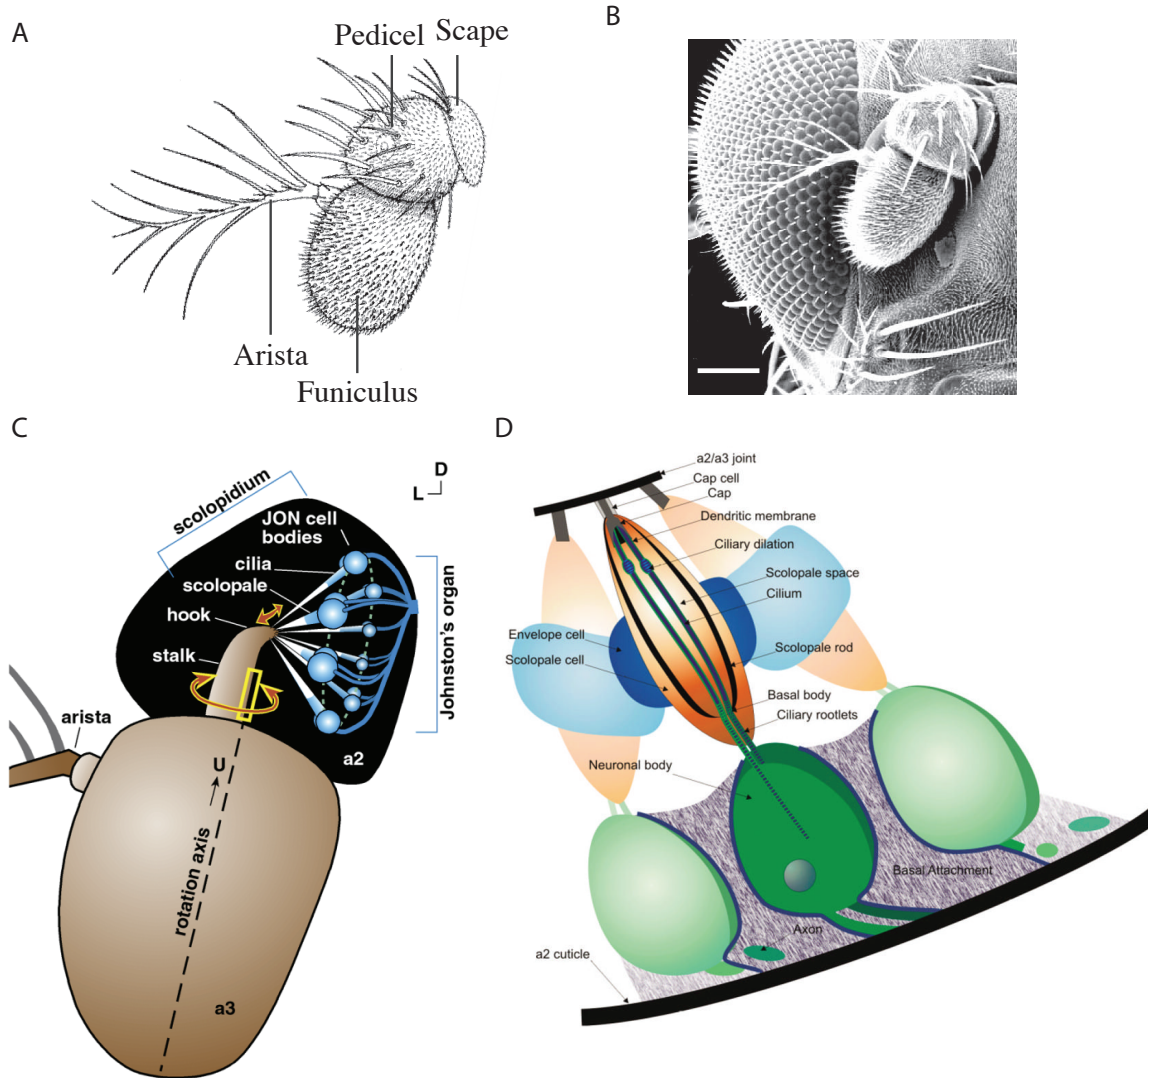 A
Pedicel
Scape
Arista
Funiculus
B
C
scolopidium
D
L
JON cell
bodies
cilia
scolopale
hook
stalk
arista
Johnston's organ
a2
U
rotation axis
a3
D
a2/a3 joint
Cap cell
Cap
Dendritic membrane
Ciliary dilation
Scolopale space
Cilium
Envelope cell
Scolopale cell
Scolopale rod
Basal body
Ciliary rootlets
Neuronal body
Basal Attachment
Axon
a2 cuticle